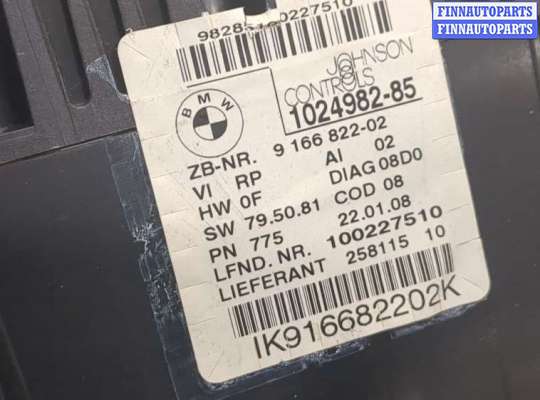 FINNAUTOPARTS
FINNAUTOPARTS
BMW
JOHNSON
CONTROLS
1024982-85
ZB-NR. 9 166 822-02
VI RP AI 02
HW 0F DIAG 08D0
SW 79.50.81 COD 08
PN 775 22.01.08
LFND. NR. 100227510
LIEFERANT 258115 10
IK916682202K